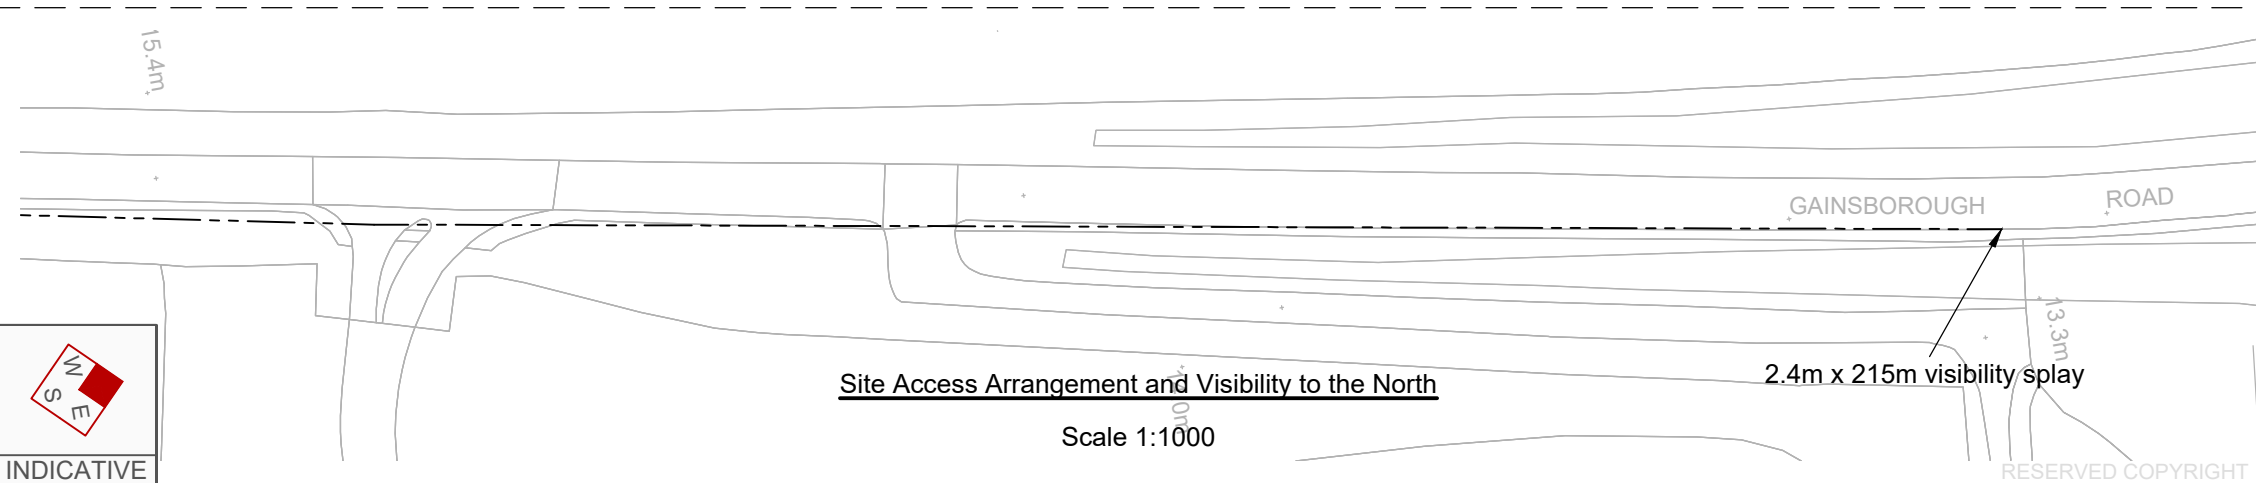 15.4m
GAINSBOROUGH ROAD
13.3m
2.4m x 215m visibility splay
Site Access Arrangement and Visibility to the North
Scale 1:1000
W
S
E
INDICATIVE
RESERVED COPYRIGHT